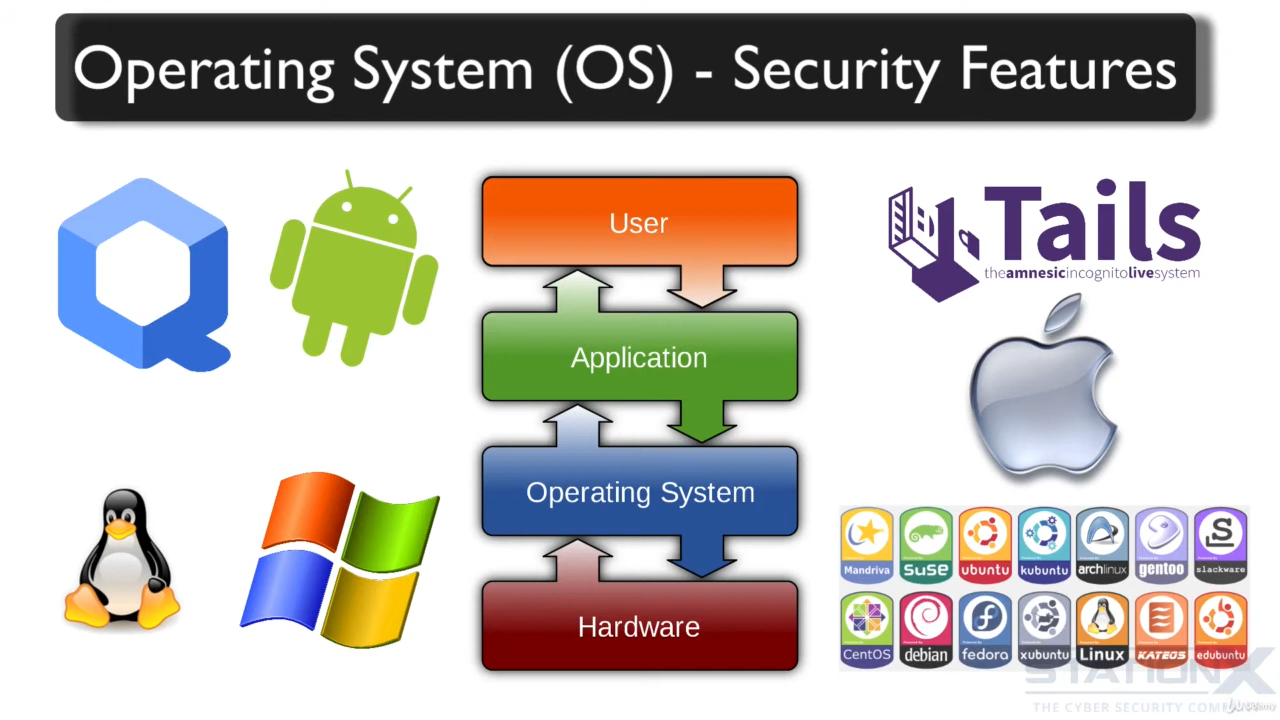 Operating System (OS) - Security Features
User
Application
Operating System
Hardware
Tails
theamnesicincognitolivesystem
Mandriva
SUSE
ubuntu
kubuntu
archlinux
gentoo
slackware
CentOS
debian
fedora
xubuntu
Linux
KATEOS
edubuntu
STATIONX
THE CYBER SECURITY COMP